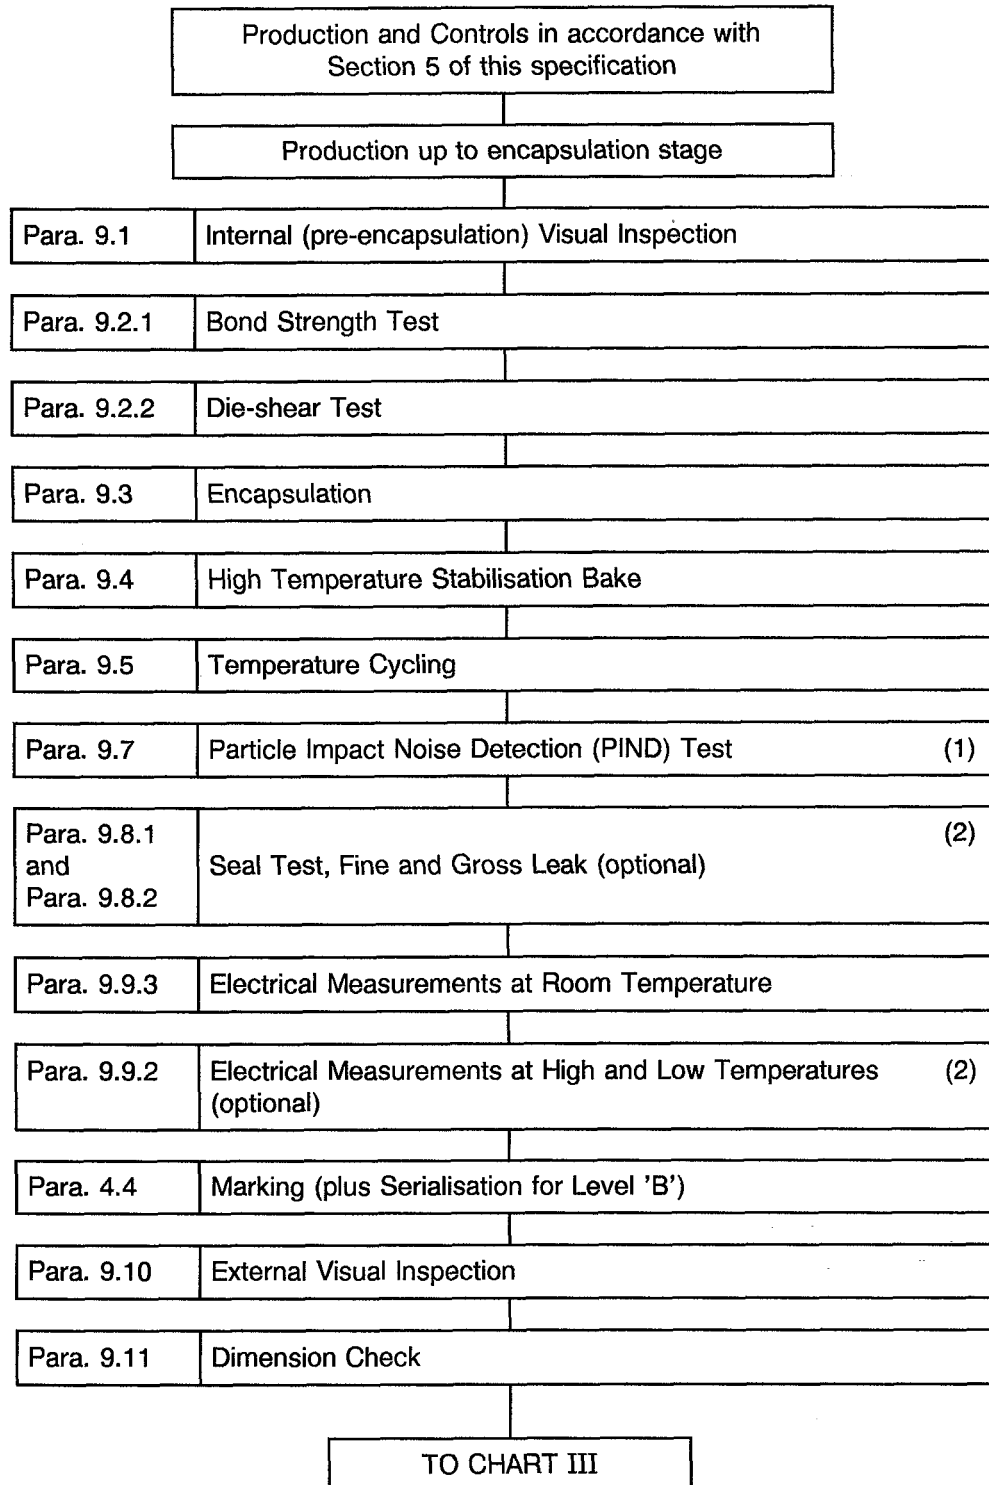 Production and Controls in accordance with
Section 5 of this specification
Production up to encapsulation stage
Para. 9.1 Internal (pre-encapsulation) Visual Inspection
Para. 9.2.1 Bond Strength Test
Para. 9.2.2 Die-shear Test
Para. 9.3 Encapsulation
Para. 9.4 High Temperature Stabilisation Bake
Para. 9.5 Temperature Cycling
Para. 9.7 Particle Impact Noise Detection (PIND) Test (1)
Para. 9.8.1 (2)
and Seal Test, Fine and Gross Leak (optional)
Para. 9.8.2
Para. 9.9.3 Electrical Measurements at Room Temperature
Para. 9.9.2 Electrical Measurements at High and Low Temperatures (2)
(optional)
Para. 4.4 Marking (plus Serialisation for Level 'B')
Para. 9.10 External Visual Inspection
Para. 9.11 Dimension Check
TO CHART III